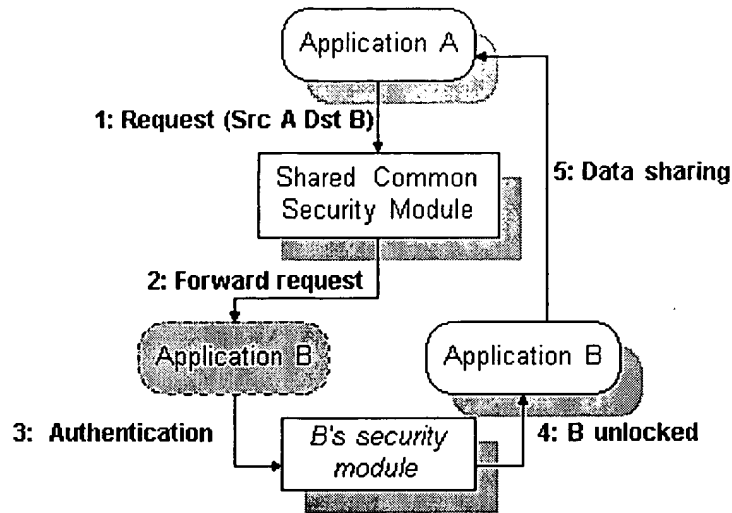 Application A
1: Request (Src A Dst B)
Shared Common
Security Module
5: Data sharing
2: Forward request
Application B
Application B
3: Authentication
B's security
module
4: B unlocked